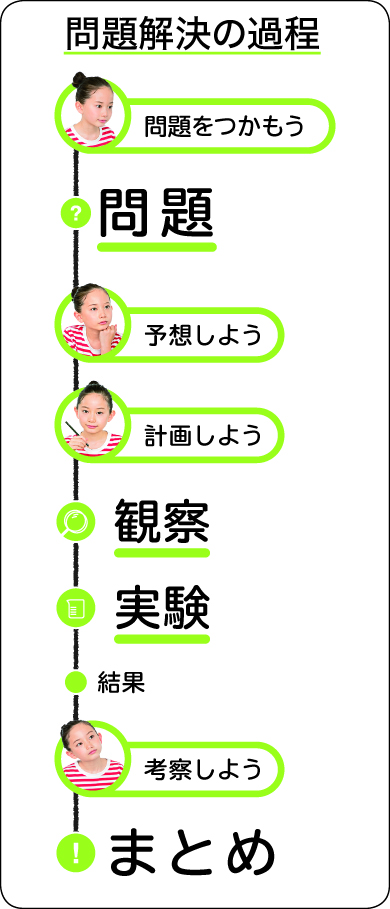 問題解決の過程
問題をつかもう
?
問題
予想しよう
計画しよう
観察
実験
結果
考察しよう
!
まとめ